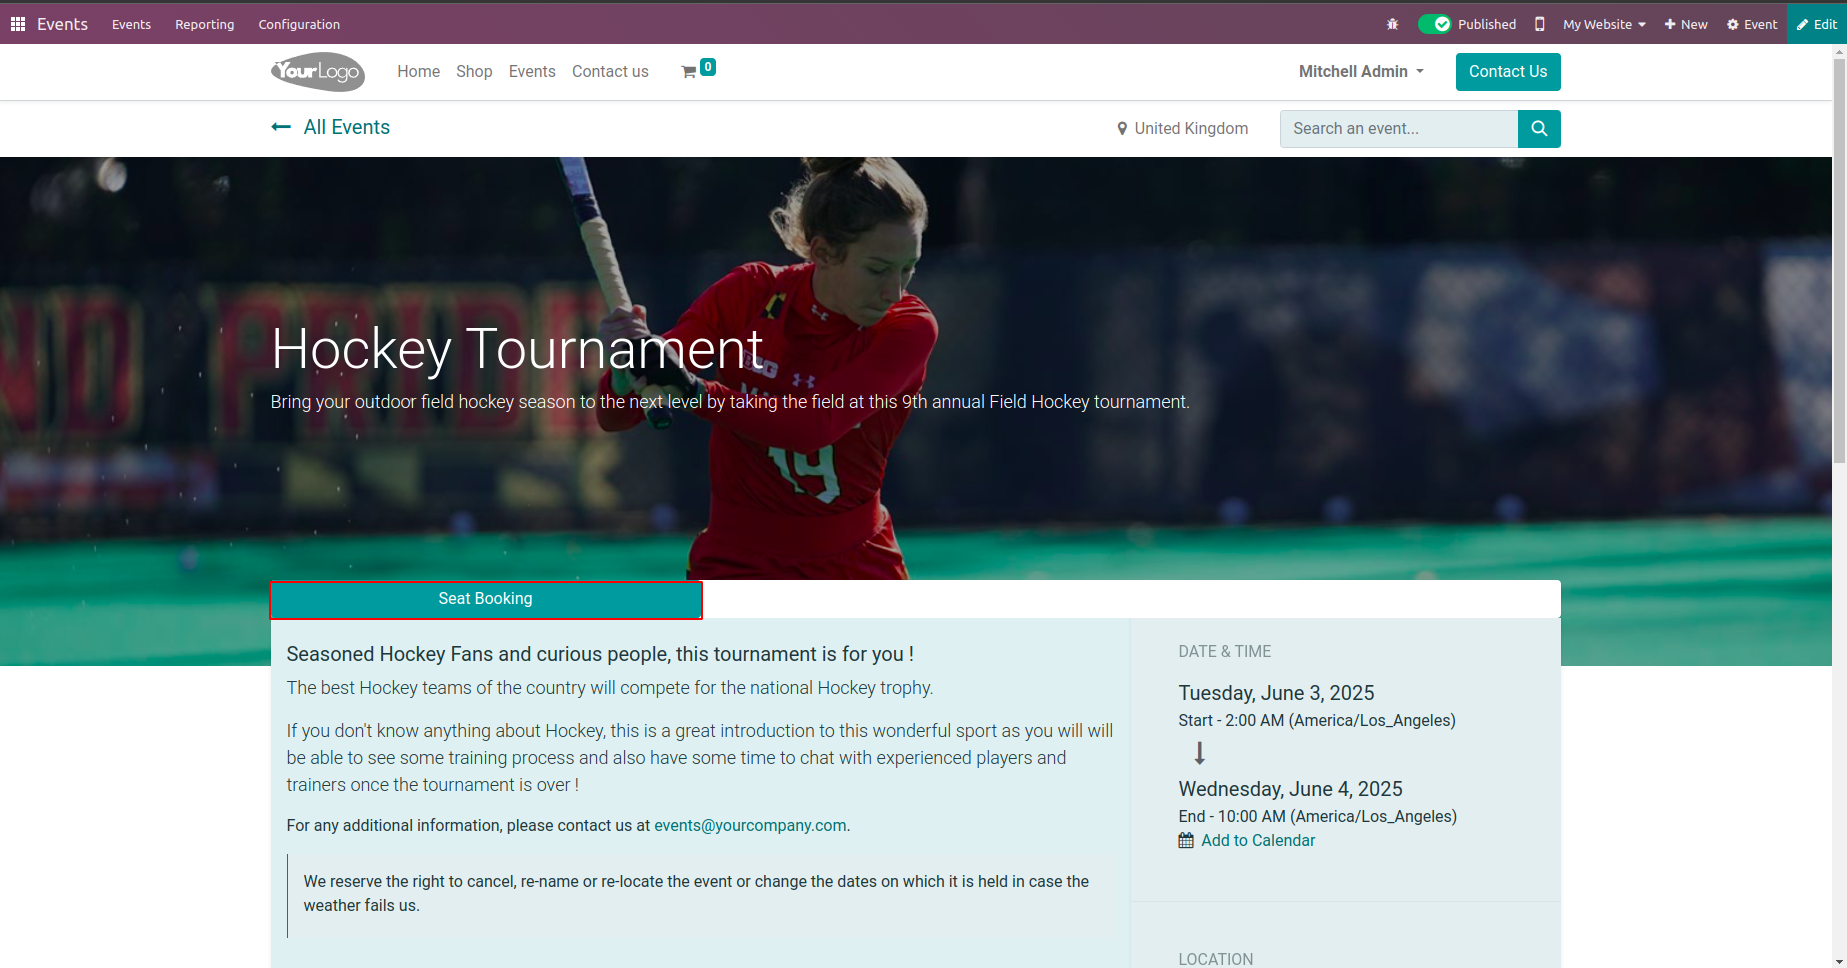 Events Events Reporting Configuration Published My Website + New Event Edit
YourLogo Home Shop Events Contact us 0 Mitchell Admin Contact Us
All Events United Kingdom Search an event...
Hockey Tournament
Bring your outdoor field hockey season to the next level by taking the field at this 9th annual Field Hockey tournament.
14
Seat Booking
Seasoned Hockey Fans and curious people, this tournament is for you !
The best Hockey teams of the country will compete for the national Hockey trophy.
If you don't know anything about Hockey, this is a great introduction to this wonderful sport as you will will
be able to see some training process and also have some time to chat with experienced players and
trainers once the tournament is over !
For any additional information, please contact us at events@yourcompany.com.
We reserve the right to cancel, re-name or re-locate the event or change the dates on which it is held in case the
weather fails us.
DATE & TIME
Tuesday, June 3, 2025
Start - 2:00 AM (America/Los_Angeles)
Wednesday, June 4, 2025
End - 10:00 AM (America/Los_Angeles)
Add to Calendar
LOCATION